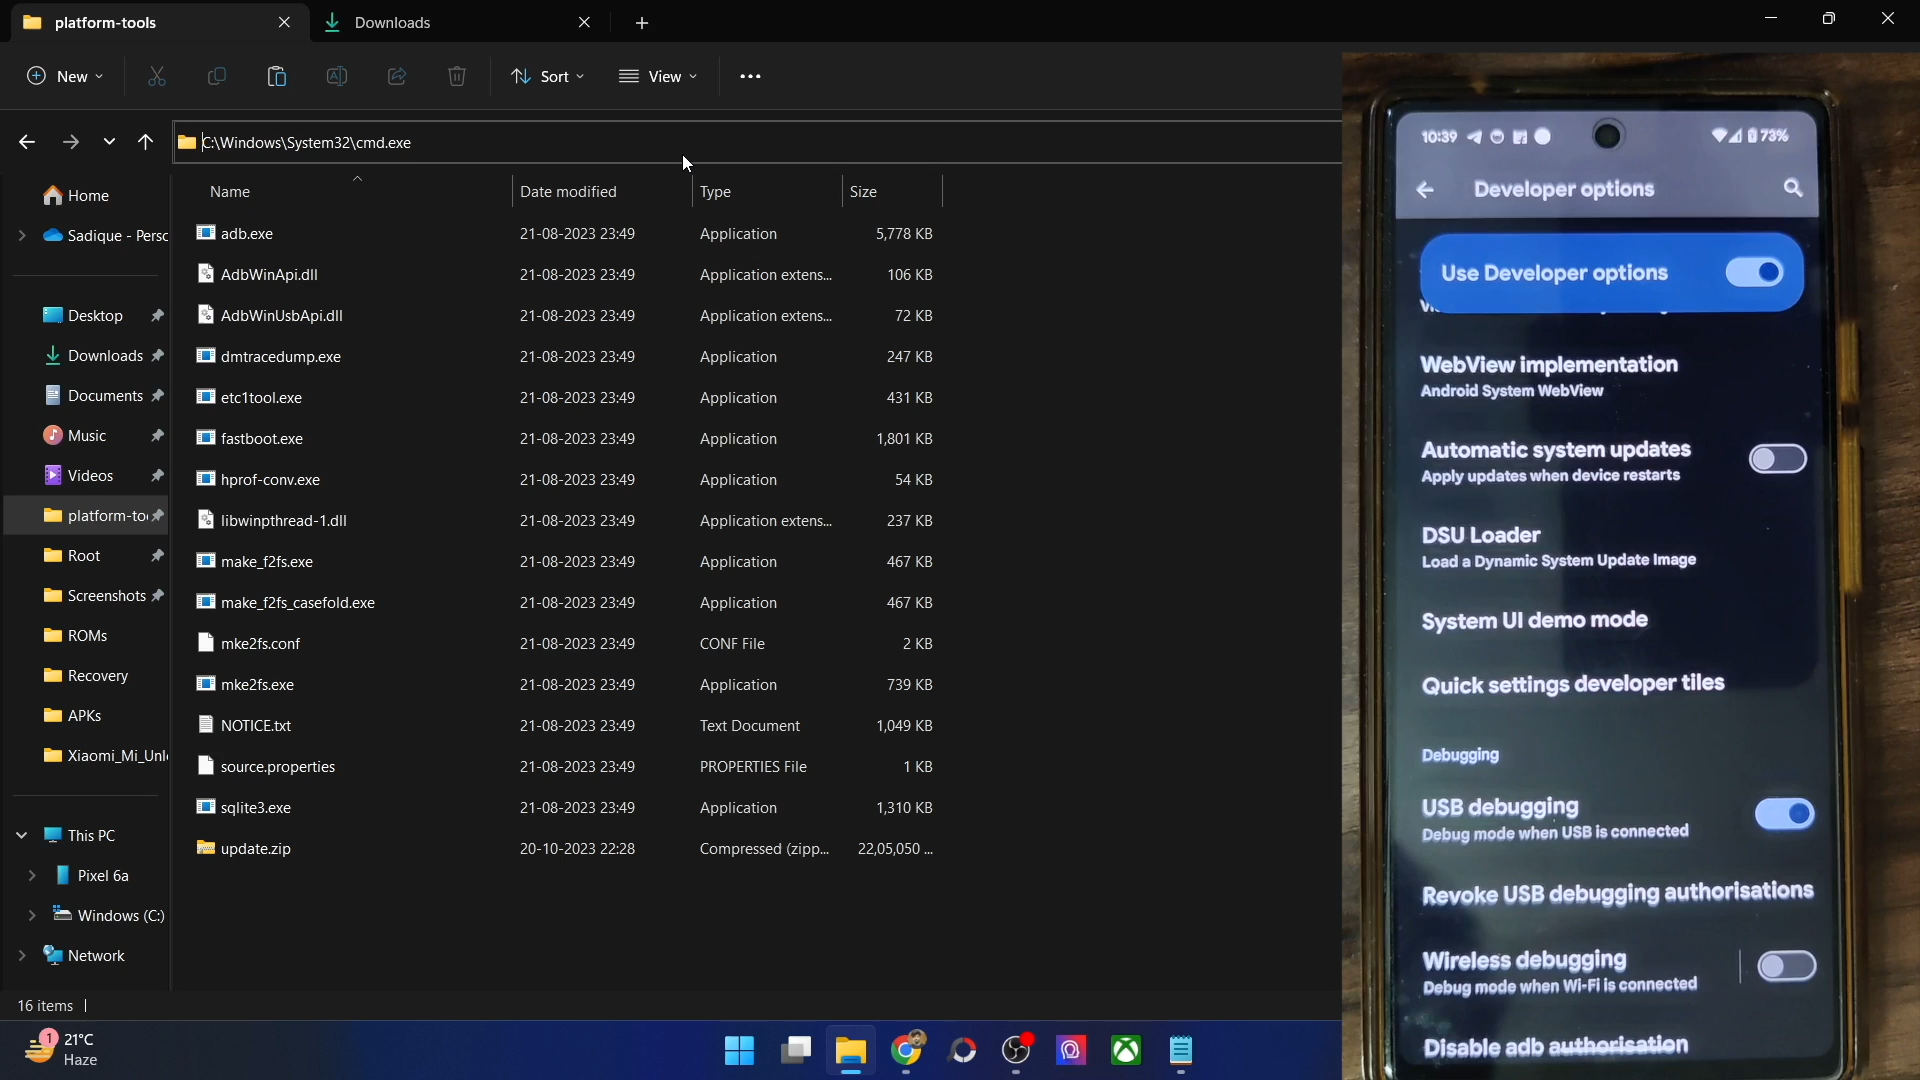 platform-tools
Downloads
New
Sort
View
C:\Windows\System32\cmd.exe
Name
Date modified
Type
Size
Home
Sadique - Persc
Desktop
Downloads
Documents
Music
Videos
platform-too
Root
Screenshots
ROMs
Recovery
APKs
Xiaomi_Mi_Unl
This PC
Pixel 6a
Windows (C:)
Network
adb.exe 21-08-2023 23:49 Application 5,778 KB
AdbWinApi.dll 21-08-2023 23:49 Application extens... 106 KB
AdbWinUsbApi.dll 21-08-2023 23:49 Application extens... 72 KB
dmtracedump.exe 21-08-2023 23:49 Application 247 KB
etc1tool.exe 21-08-2023 23:49 Application 431 KB
fastboot.exe 21-08-2023 23:49 Application 1,801 KB
hprof-conv.exe 21-08-2023 23:49 Application 54 KB
libwinpthread-1.dll 21-08-2023 23:49 Application extens... 237 KB
make_f2fs.exe 21-08-2023 23:49 Application 467 KB
make_f2fs_casefold.exe 21-08-2023 23:49 Application 467 KB
mke2fs.conf 21-08-2023 23:49 CONF File 2 KB
mke2fs.exe 21-08-2023 23:49 Application 739 KB
NOTICE.txt 21-08-2023 23:49 Text Document 1,049 KB
source.properties 21-08-2023 23:49 PROPERTIES File 1 KB
sqlite3.exe 21-08-2023 23:49 Application 1,310 KB
update.zip 20-10-2023 22:28 Compressed (zipp... 22,05,050 ...
16 items
1
21°C
Haze
10:39
73%
Developer options
Use Developer options
WebView implementation
Android System WebView
Automatic system updates
Apply updates when device restarts
DSU Loader
Load a Dynamic System Update Image
System UI demo mode
Quick settings developer tiles
Debugging
USB debugging
Debug mode when USB is connected
Revoke USB debugging authorisations
Wireless debugging
Debug mode when Wi-Fi is connected
Disable adb authorisation